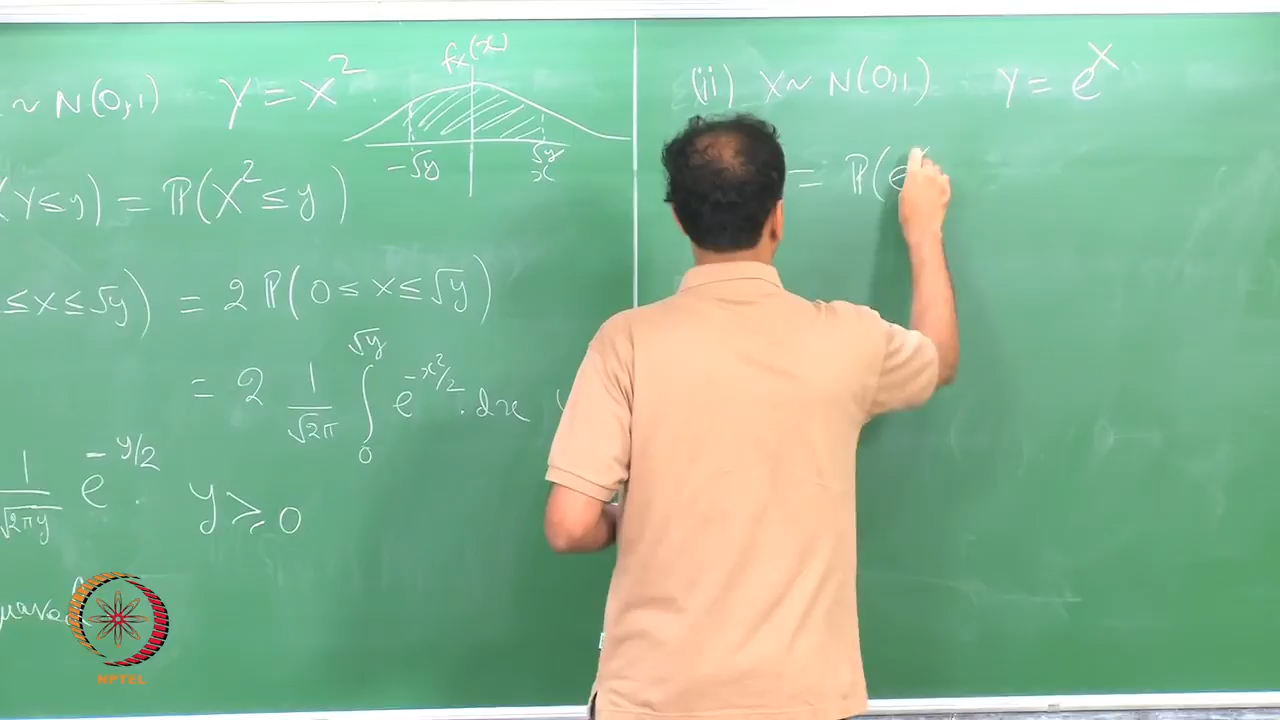 ~ N(0,1) Y = X²
f_X(x)
-√y √y
x
(Y ≤ y) = ℙ(X² ≤ y)
≤ X ≤ √y) = 2 ℙ(0 ≤ X ≤ √y)
= 2 1/√2π ∫₀^√y e^{-x²/2} · dx
1/√2πy e^{-y/2} · y ≥ 0
(ii) X ~ N(0,1) Y = e^X
= ℙ(e
NPTEL